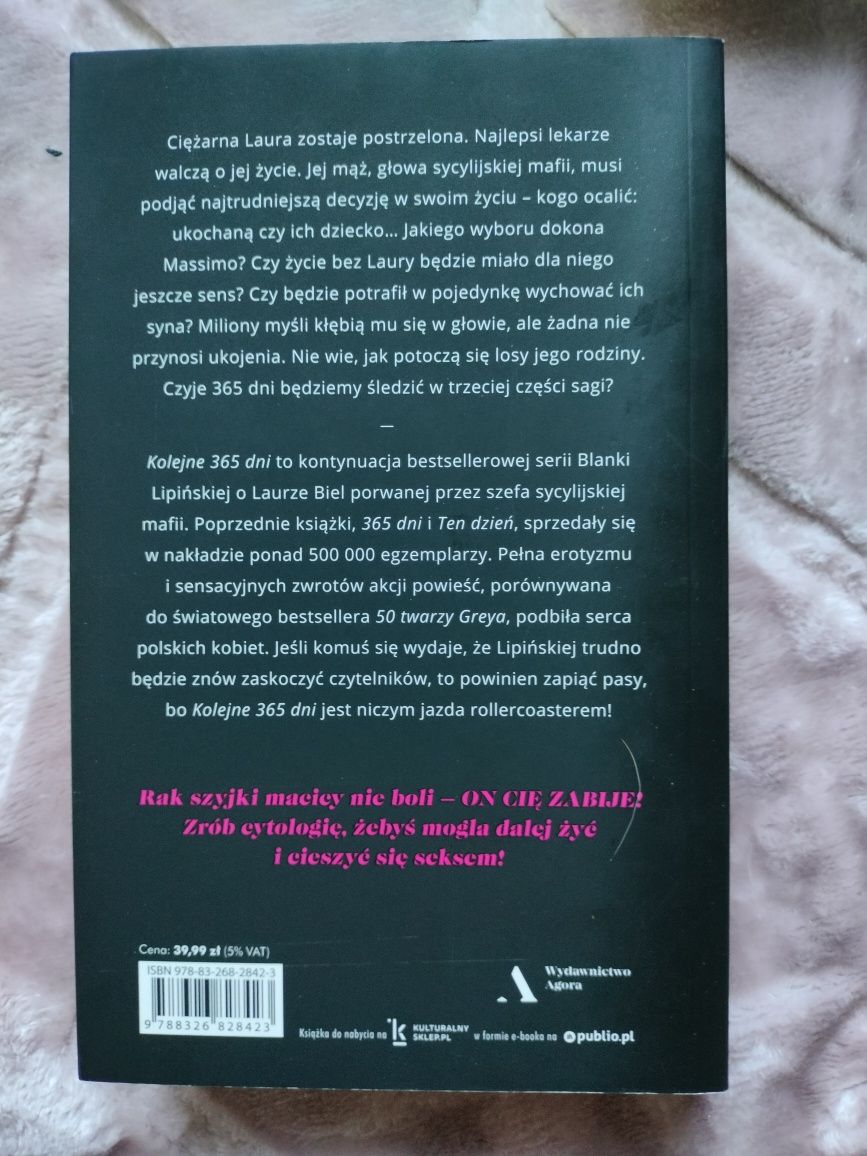 Ciężarna Laura zostaje postrzelona. Najlepsi lekarze
walczą o jej życie. Jej mąż, głowa sycylijskiej mafii, musi
podjąć najtrudniejszą decyzję w swoim życiu – kogo ocalić:
ukochaną czy ich dziecko... Jakiego wyboru dokona
Massimo? Czy życie bez Laury będzie miało dla niego
jeszcze sens? Czy będzie potrafił w pojedynkę wychować ich
syna? Miliony myśli kłębią mu się w głowie, ale żadna nie
przynosi ukojenia. Nie wie, jak potoczą się losy jego rodziny.
Czyje 365 dni będziemy śledzić w trzeciej części sagi?
—
Kolejne 365 dni to kontynuacja bestsellerowej serii Blanki
Lipińskiej o Laurze Biel porwanej przez szefa sycylijskiej
mafii. Poprzednie książki, 365 dni i Ten dzień, sprzedały się
w nakładzie ponad 500 000 egzemplarzy. Pełna erotyzmu
i sensacyjnych zwrotów akcji powieść, porównywana
do światowego bestsellera 50 twarzy Greya, podbiła serca
polskich kobiet. Jeśli komuś się wydaje, że Lipińskiej trudno
będzie znów zaskoczyć czytelników, to powinien zapiąć pasy,
bo Kolejne 365 dni jest niczym jazda rollercoasterem!
Rak szyjki macicy nie boli – ON CIĘ ZABIJE!
Zrób cytologię, żebyś mogła dalej żyć
i cieszyć się seksem!
Cena: 39,99 zł (5% VAT)
ISBN 978-83-268-2842-3
9 788326 828423
Wydawnictwo
Agora
Książka do nabycia na k KULTURALNY
SKLEP.PL w formie e-booka na publio.pl